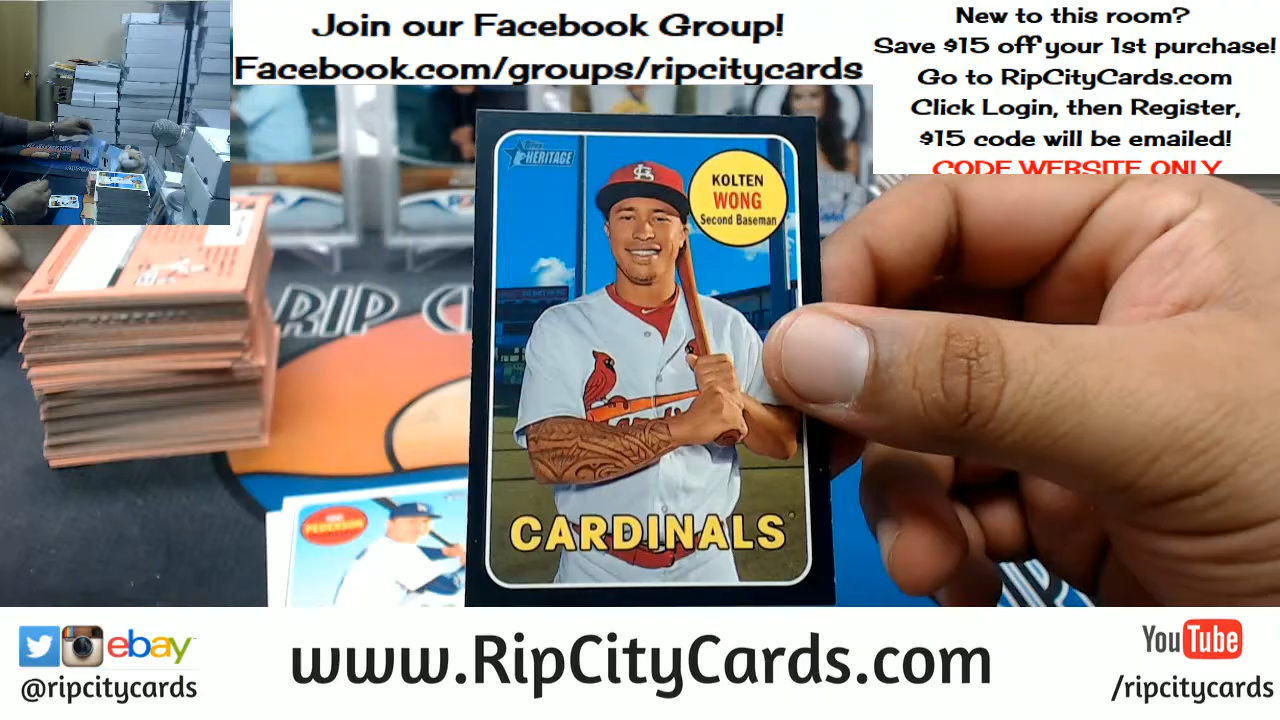 Join our Facebook Group!
Facebook.com/groups/ripcitycards
New to this room?
Save $15 off your 1st purchase!
Go to RipCityCards.com
Click Login, then Register,
$15 code will be emailed!
CODE WEBSITE ONLY
Topps
HERITAGE
KOLTEN
WONG
Second Baseman
RIP C
PEDERSON
CARDINALS
ebay
@ripcitycards
www.RipCityCards.com
YouTube
/ripcitycards